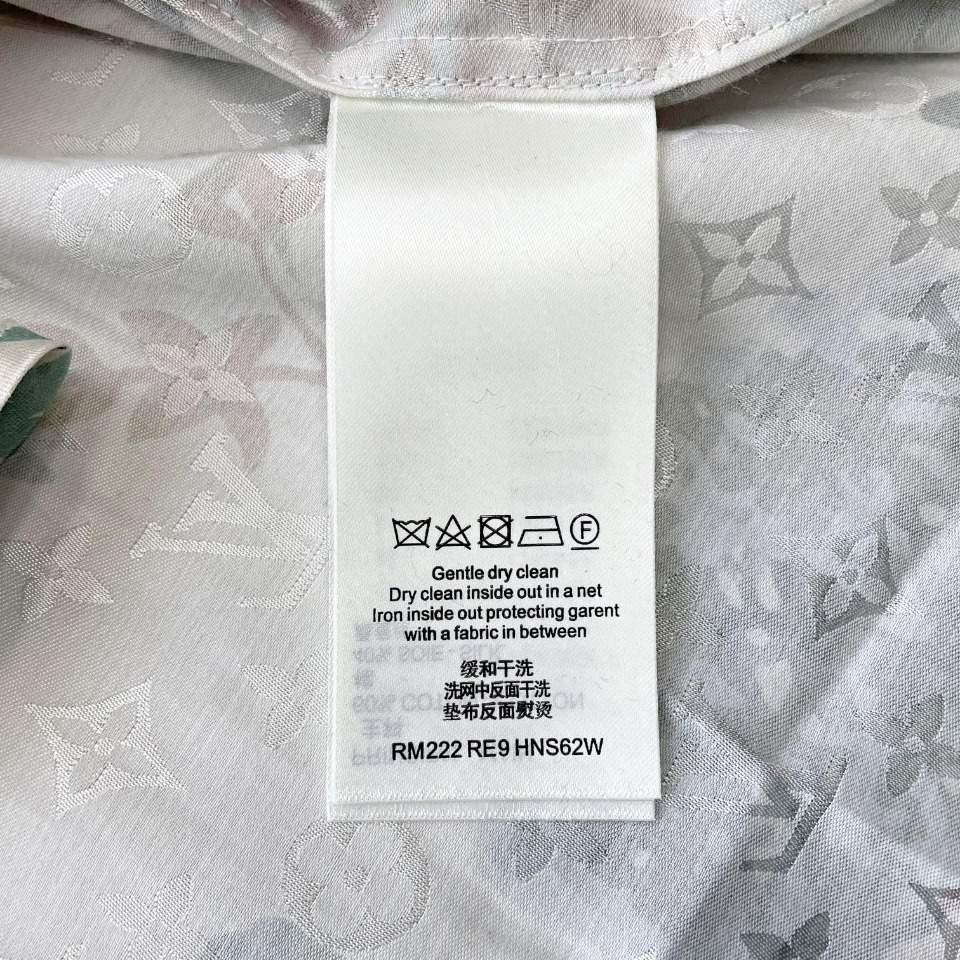 F
Gentle dry clean
Dry clean inside out in a net
Iron inside out protecting garent
with a fabric in between
缓和干洗
洗网中反面干洗
垫布反面熨烫
RM222 RE9 HNS62W